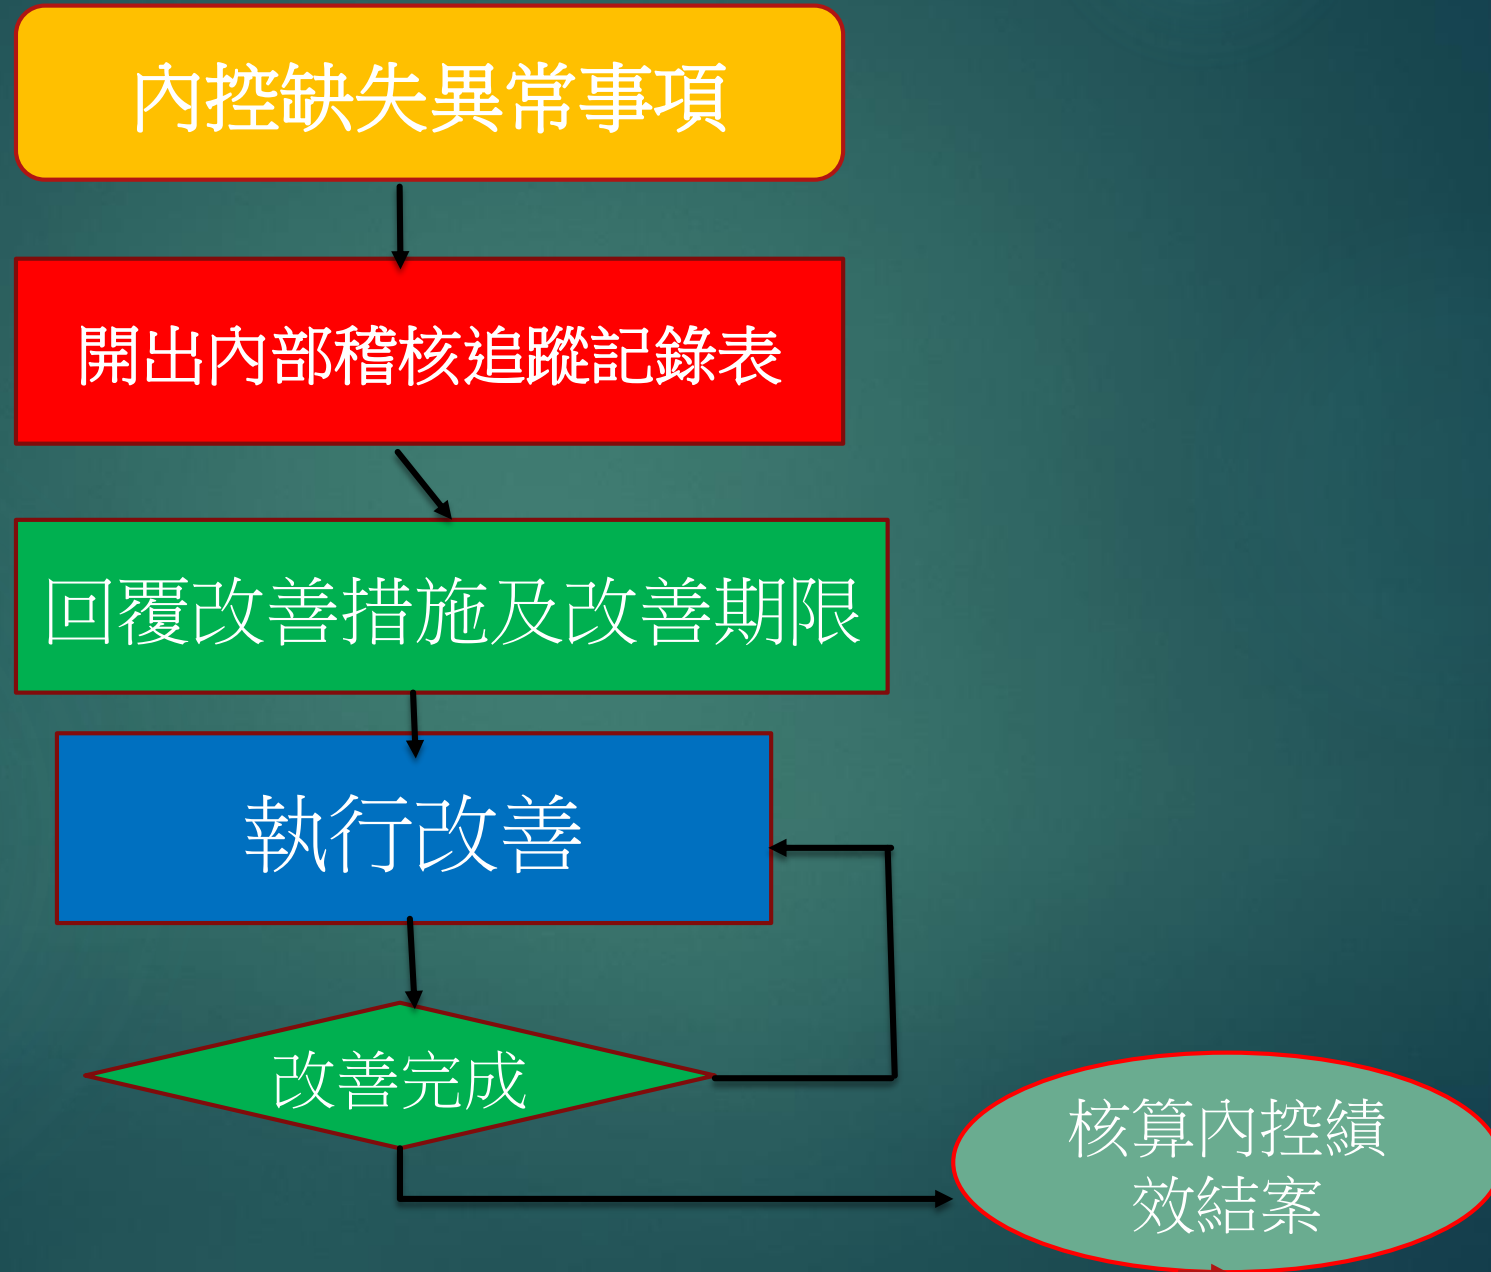 內控缺失異常事項
開出內部稽核追蹤記錄表
回覆改善措施及改善期限
執行改善
改善完成
核算內控績
效結案